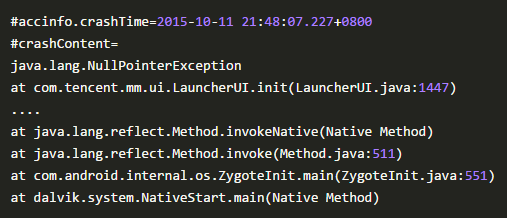 #accinfo.crashTime=2015-10-11 21:48:07.227+0800
#crashContent=
java.lang.NullPointerException
at com.tencent.mm.ui.LauncherUI.init(LauncherUI.java:1447)
....
at java.lang.reflect.Method.invokeNative(Native Method)
at java.lang.reflect.Method.invoke(Method.java:511)
at com.android.internal.os.ZygoteInit.main(ZygoteInit.java:551)
at dalvik.system.NativeStart.main(Native Method)